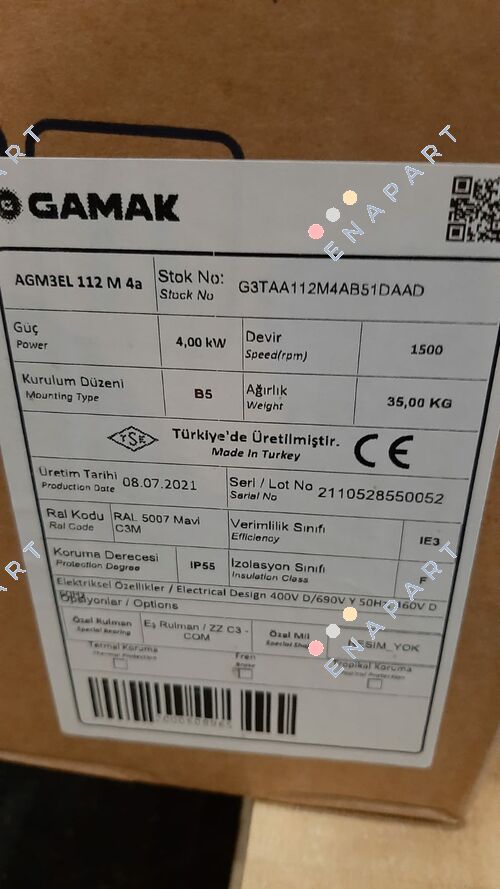 GAMAK
AGM3EL 112 M 4a
Stok No:
Stock No
G3TAA112M4AB51DAAD
Güç
Power
4,00 kW
Devir
Speed(rpm)
1500
Kurulum Düzeni
Mounting Type
B5
Ağırlık
Weight
35,00 KG
TSE
Türkiye'de Üretilmiştir.
Made In Turkey
CE
Üretim Tarihi
Production Date
08.07.2021
Seri / Lot No
Serial No
2110528550052
Ral Kodu
Ral Code
RAL 5007 Mavi
C3M
Verimlilik Sınıfı
Efficiency
IE3
Koruma Derecesi
Protection Degree
IP55
İzolasyon Sınıfı
Insulation Class
F
Elektriksel Özellikler / Electrical Design 400V D/690V Y 50Hz 460V D
60Hz
Opsiyonlar / Options
Özel Rulman
Special Bearing
Eş Rulman / ZZ C3 -
COM
Özel Mil
Special
Termal Koruma
Thermal Protection
Fren
Brake
Tropikal Koruma
Protection
ENAPART
ENAPART